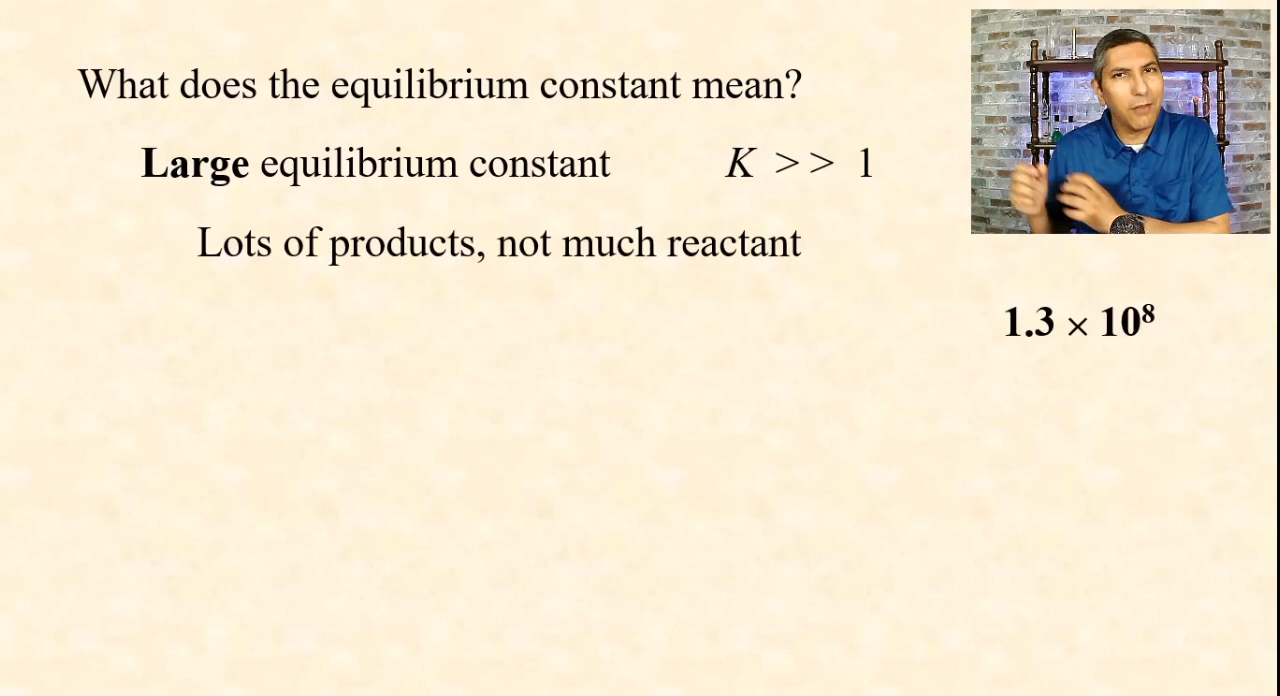 What does the equilibrium constant mean?
Large equilibrium constant K >> 1
Lots of products, not much reactant
1.3 × 10⁸